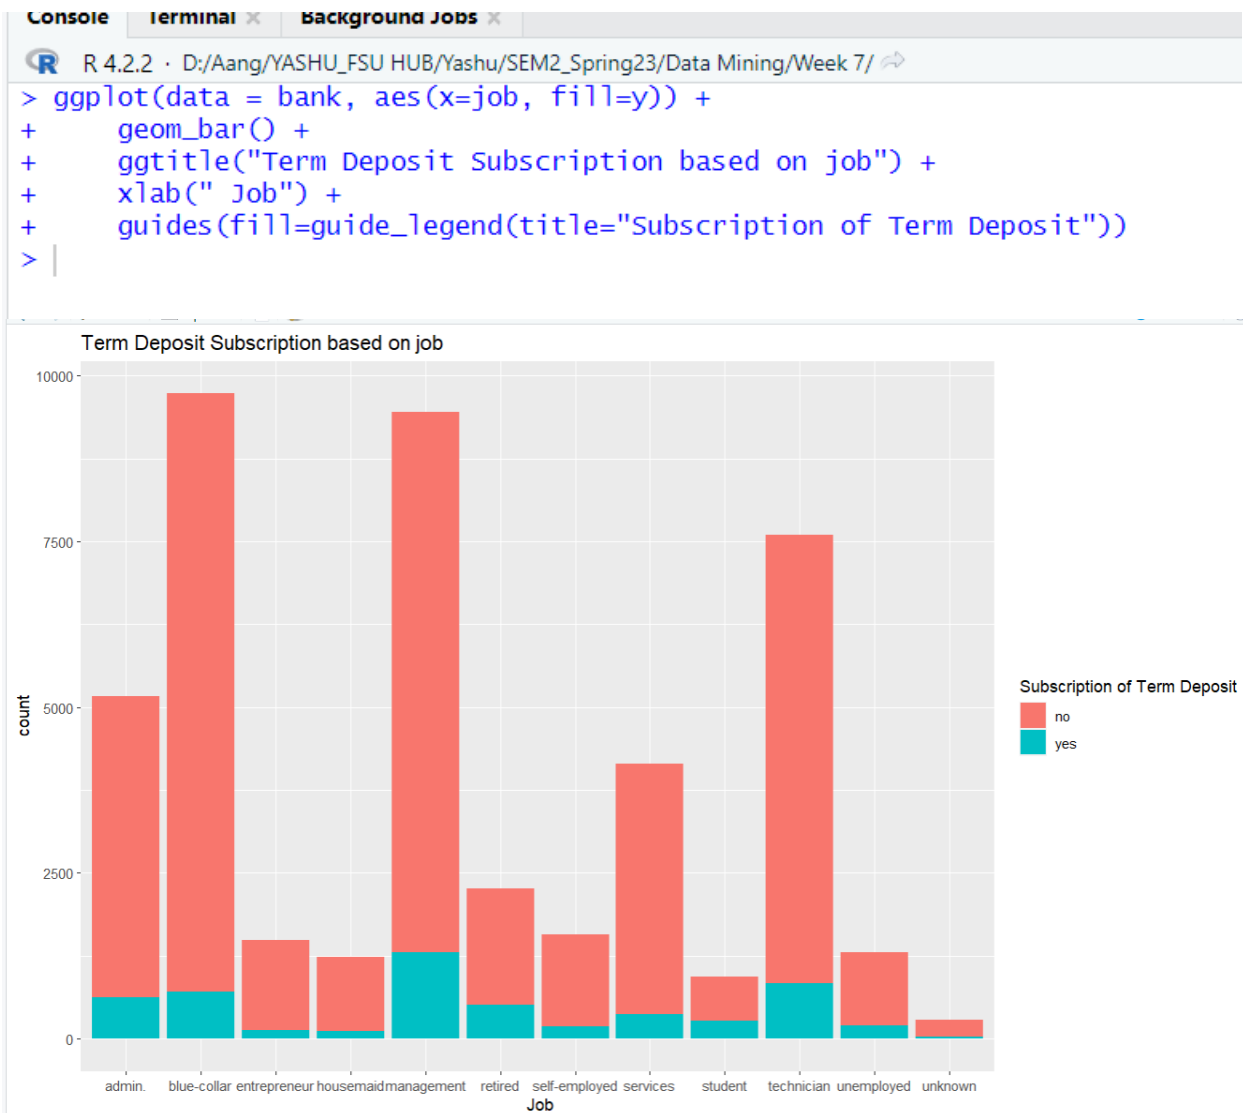 Console Terminal × Background Jobs ×
R R 4.2.2 · D:/Aang/YASHU_FSU HUB/Yashu/SEM2_Spring23/Data Mining/Week 7/
> ggplot(data = bank, aes(x=job, fill=y)) +
+     geom_bar() +
+     ggtitle("Term Deposit Subscription based on job") +
+     xlab(" Job") +
+     guides(fill=guide_legend(title="Subscription of Term Deposit"))
>
Term Deposit Subscription based on job
10000
7500
5000
2500
0
count
Subscription of Term Deposit
no
yes
admin. blue-collar entrepreneur housemaid management retired self-employed services student technician unemployed unknown
Job